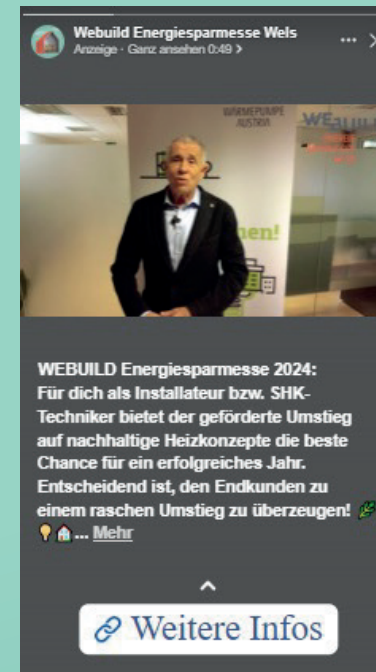 Webuild Energiesparmesse Wels
Anzeige · Ganz ansehen 0:49 >
WÄRMEPUMPE
AUSTRIA
WEBUILD
nen!
WEBUILD Energiesparmesse 2024:
Für dich als Installateur bzw. SHK-
Techniker bietet der geförderte Umstieg
auf nachhaltige Heizkonzepte die beste
Chance für ein erfolgreiches Jahr.
Entscheidend ist, den Endkunden zu
einem raschen Umstieg zu überzeugen! 🌿
💡🏠... Mehr
Weitere Infos